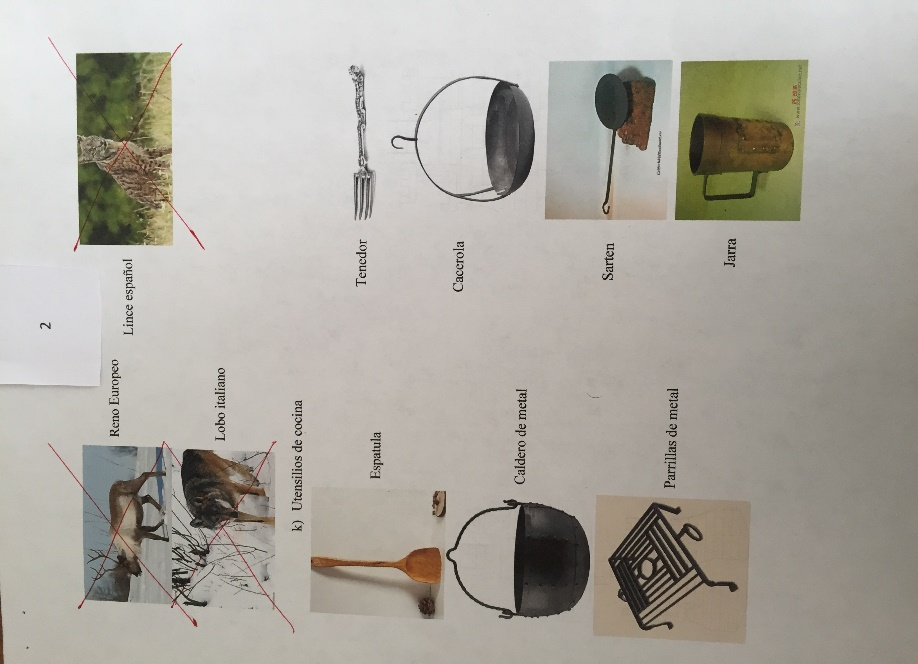 2
Reno Europeo
Lince español
Lobo italiano
k) Utensilios de cocina
Espatula
Tenedor
Cacerola
Caldero de metal
Sarten
Parrillas de metal
Jarra